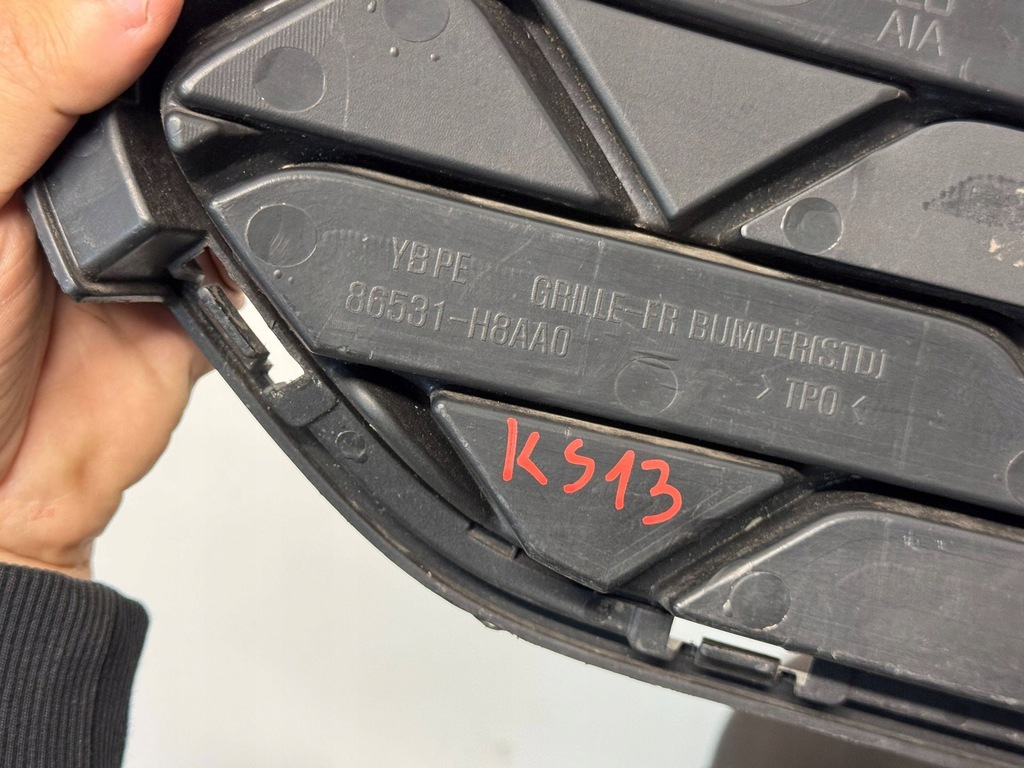 AIA
YB PE GRILLE-FR BUMPER(STD)
86531-H8AA0
> TPO <
KS13